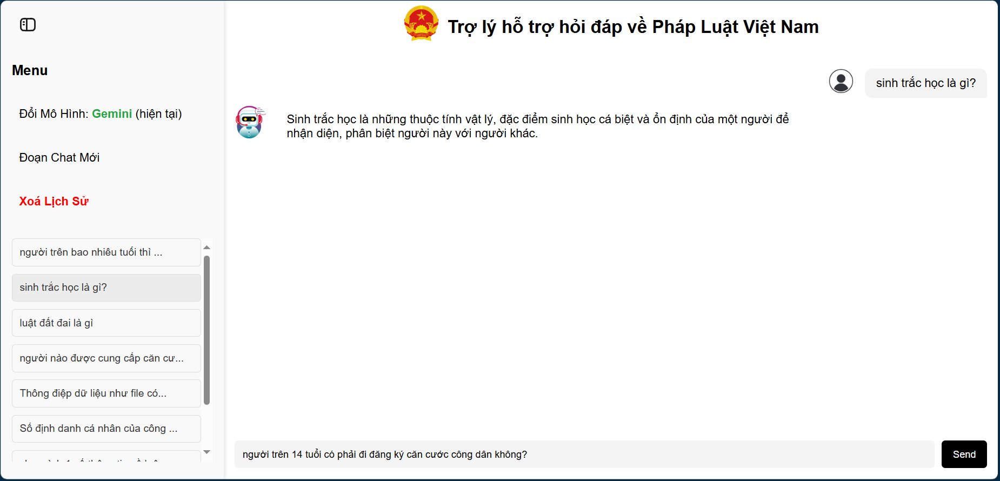 Trợ lý hỗ trợ hỏi đáp về Pháp Luật Việt Nam
Menu
Đổi Mô Hình: Gemini (hiện tại)
Đoạn Chat Mới
Xoá Lịch Sử
người trên bao nhiêu tuổi thì ...
sinh trắc học là gì?
luật đất đai là gì
người nào được cung cấp căn cư...
Thông điệp dữ liệu như file có...
Số định danh cá nhân của công ...
sinh trắc học là gì?
Sinh trắc học là những thuộc tính vật lý, đặc điểm sinh học cá biệt và ổn định của một người để
nhận diện, phân biệt người này với người khác.
người trên 14 tuổi có phải đi đăng ký căn cước công dân không?
Send